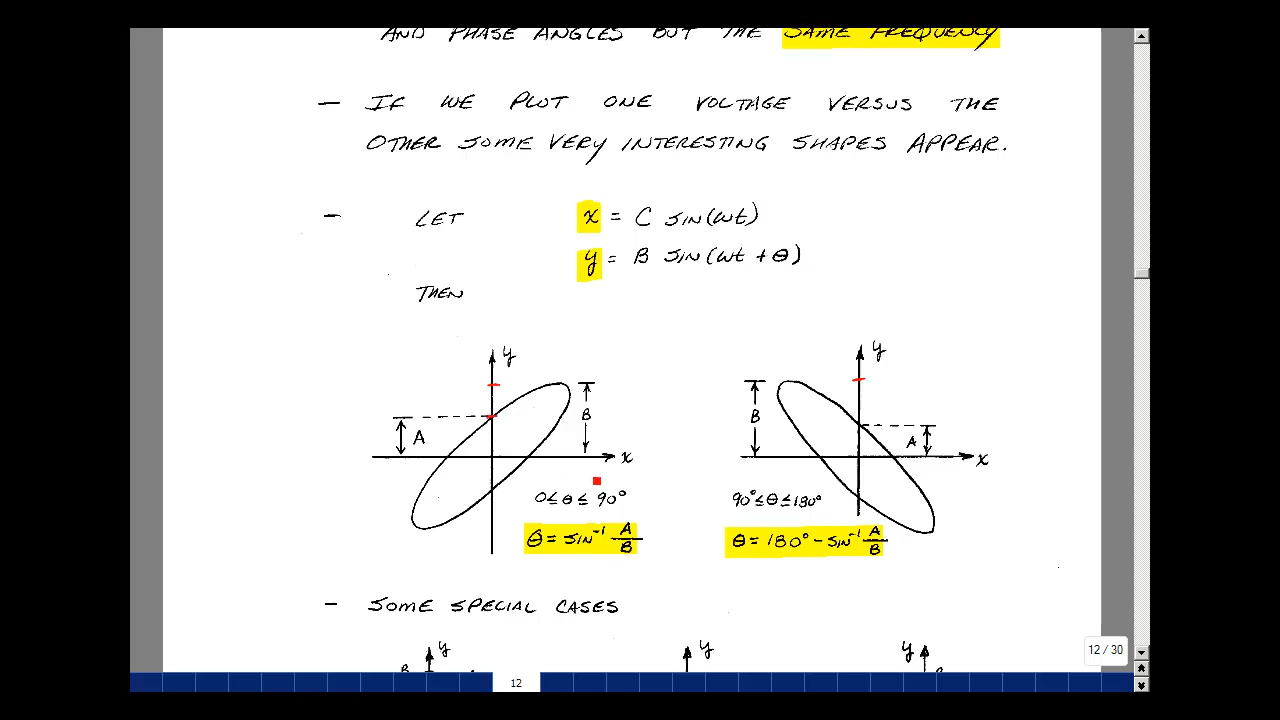 AND PHASE ANGLES BUT THE SAME FREQUENCY
— IF WE PLOT ONE VOLTAGE VERSUS THE
OTHER SOME VERY INTERESTING SHAPES APPEAR.
— LET x = C SIN(ωt)
y = B SIN(ωt + θ)
THEN
y
y
B
B
A
A
x
x
0 ≤ θ ≤ 90°
90° ≤ θ ≤ 180°
θ = SIN⁻¹ A/B
θ = 180° − SIN⁻¹ A/B
— SOME SPECIAL CASES
y
y
y
12 / 30
12